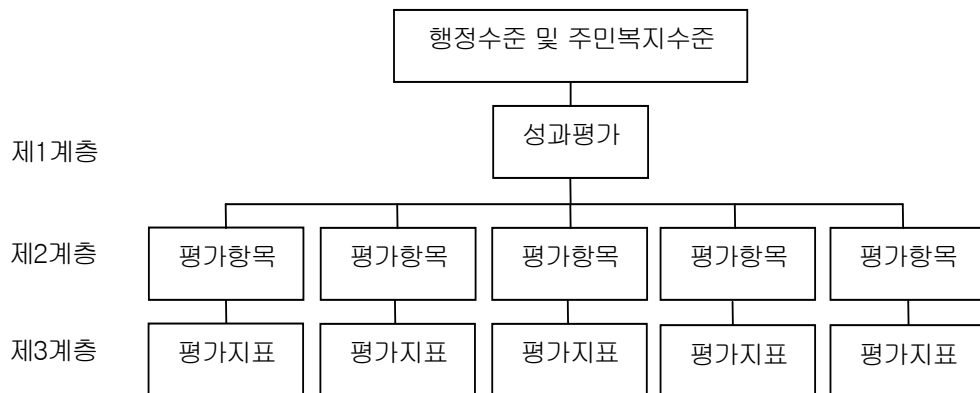 행정수준 및 주민복지수준
성과평가
제1계층
제2계층 평가항목 평가항목 평가항목 평가항목 평가항목
제3계층 평가지표 평가지표 평가지표 평가지표 평가지표